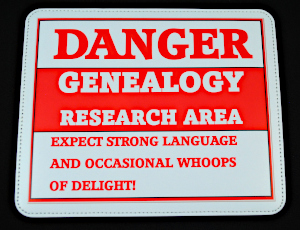 DANGER
GENEALOGY
RESEARCH AREA
EXPECT STRONG LANGUAGE
AND OCCASIONAL WHOOPS
OF DELIGHT!